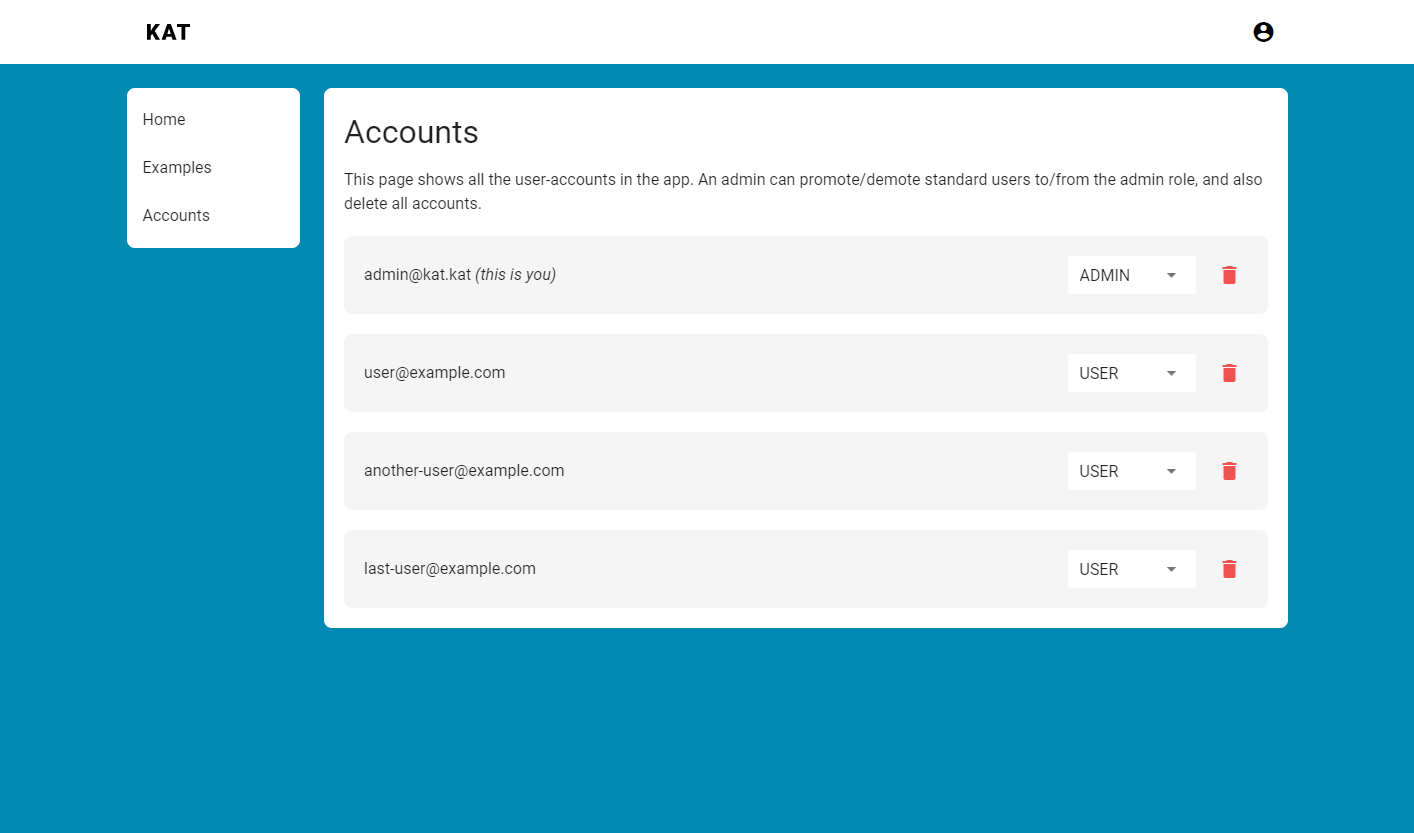 KAT
Home
Examples
Accounts
Accounts
This page shows all the user-accounts in the app. An admin can promote/demote standard users to/from the admin role, and also
delete all accounts.
admin@kat.kat (this is you)
ADMIN
user@example.com
USER
another-user@example.com
USER
last-user@example.com
USER